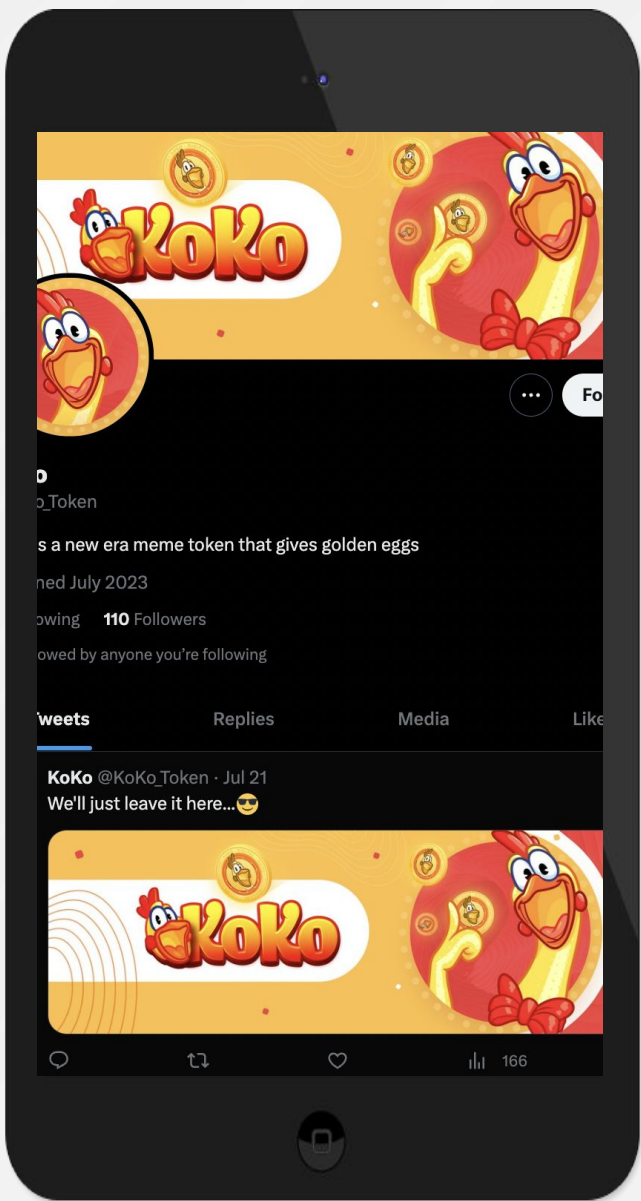 KoKo
Fo
o
o_Token
s a new era meme token that gives golden eggs
ned July 2023
owing 110 Followers
owed by anyone you're following
Tweets Replies Media Like
KoKo @KoKo_Token · Jul 21
We'll just leave it here...😎
KoKo
166